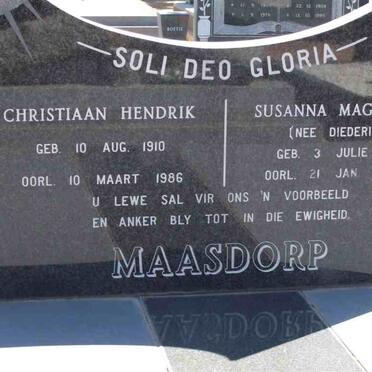 SOLI DEO GLORIA
CHRISTIAAN HENDRIK
GEB. 10 AUG. 1910
OORL. 10 MAART 1986
SUSANNA MAG
(NEE DIEDERI
GEB. 3 JULIE
OORL. 21 JAN
U LEWE SAL VIR ONS 'N VOORBEELD
EN ANKER BLY TOT IN DIE EWIGHEID.
MAASDORP